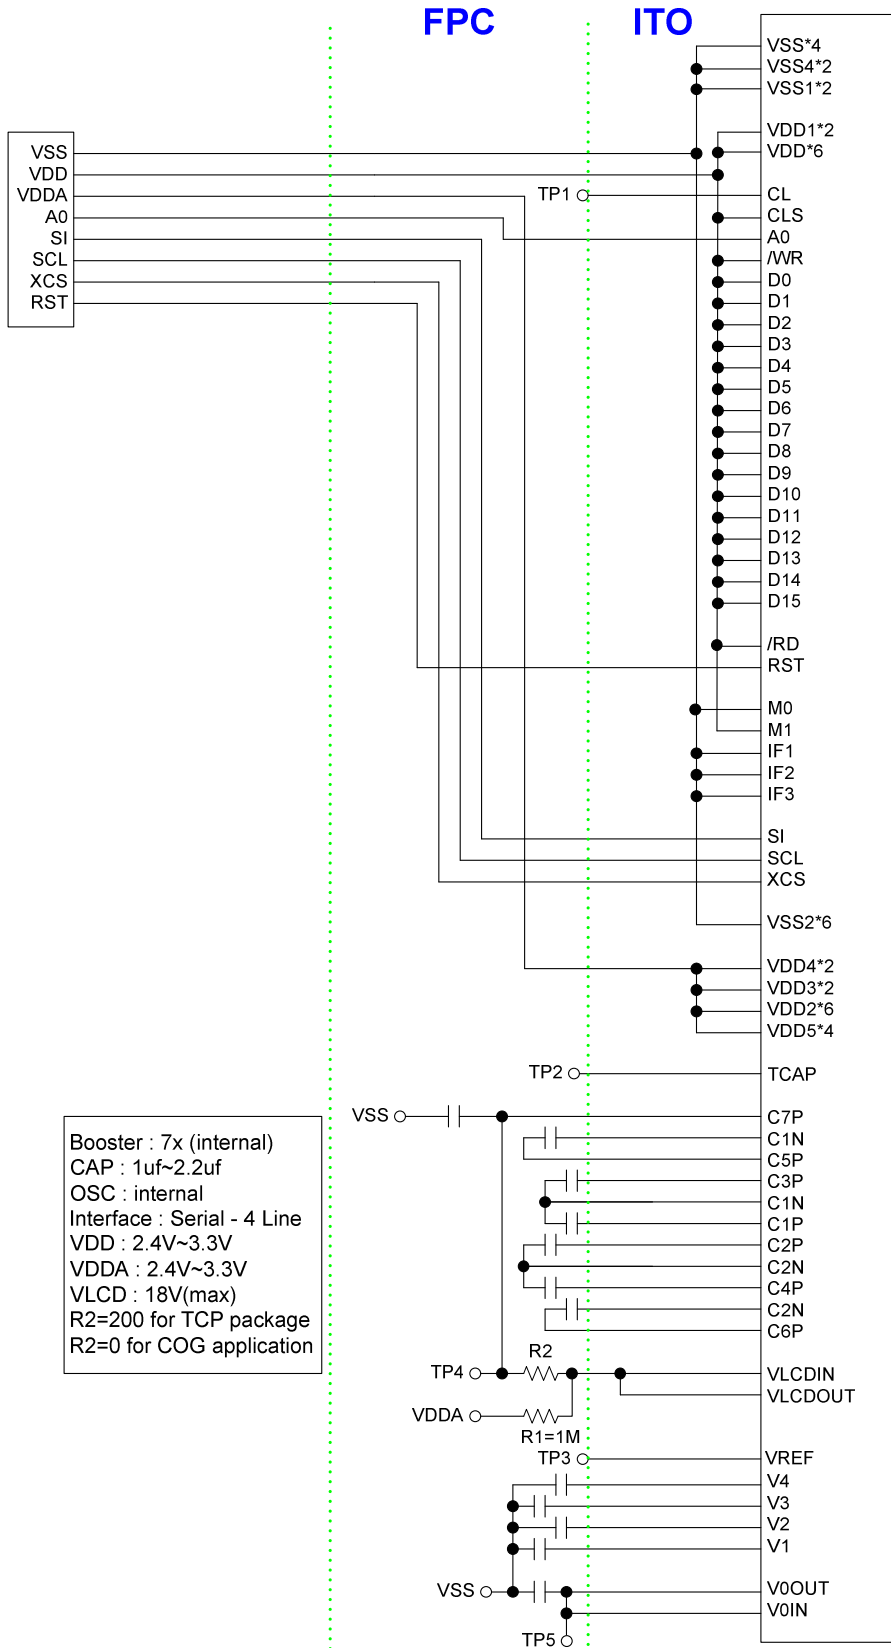 FPC
ITO
VSS
VDD
VDDA
A0
SI
SCL
XCS
RST
VSS*4
VSS4*2
VSS1*2
VDD1*2
VDD*6
TP1
CL
CLS
A0
/WR
D0
D1
D2
D3
D4
D5
D6
D7
D8
D9
D10
D11
D12
D13
D14
D15
/RD
RST
M0
M1
IF1
IF2
IF3
SI
SCL
XCS
VSS2*6
VDD4*2
VDD3*2
VDD2*6
VDD5*4
TP2
TCAP
VSS
C7P
C1N
C5P
C3P
C1N
C1P
C2P
C2N
C4P
C2N
C6P
Booster : 7x (internal)
CAP : 1uf~2.2uf
OSC : internal
Interface : Serial - 4 Line
VDD : 2.4V~3.3V
VDDA : 2.4V~3.3V
VLCD : 18V(max)
R2=200 for TCP package
R2=0 for COG application
R2
TP4
VLCDIN
VLCDOUT
VDDA
R1=1M
TP3
VREF
V4
V3
V2
V1
VSS
V0OUT
V0IN
TP5